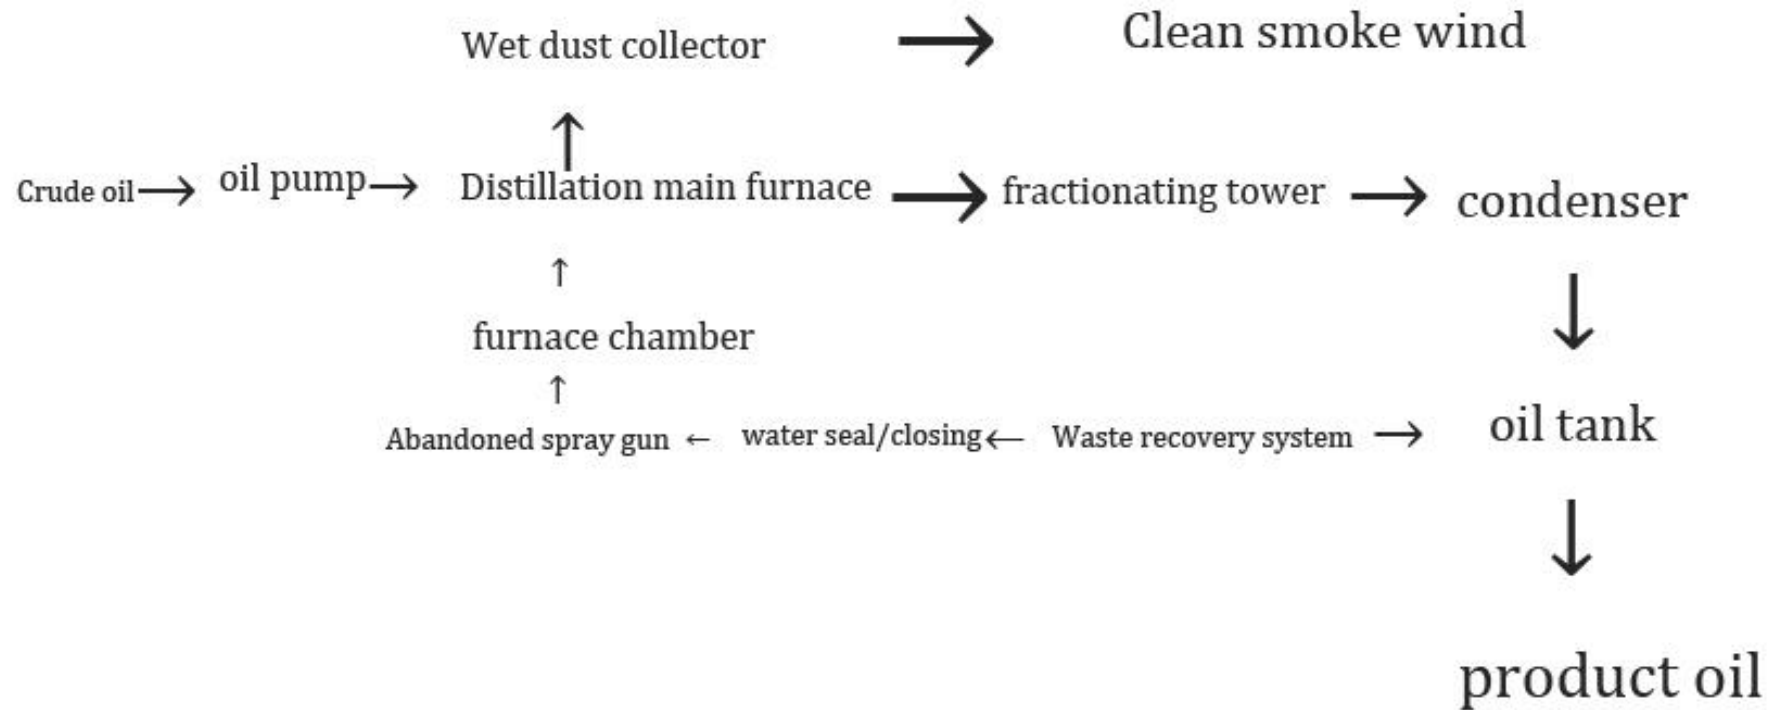 Wet dust collector → Clean smoke wind
↑
Crude oil → oil pump → Distillation main furnace → fractionating tower → condenser
↑ ↓
furnace chamber
↑
Abandoned spray gun ← water seal/closing ← Waste recovery system → oil tank
↓
product oil